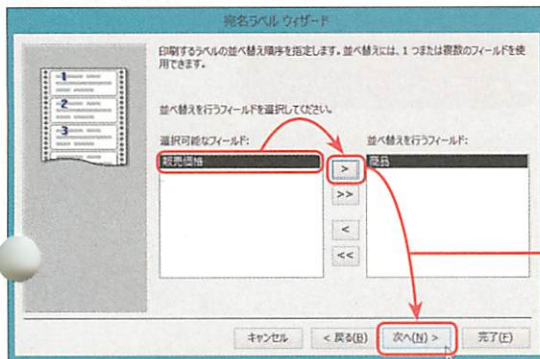 宛名ラベル ウィザード
印刷するラベルの並べ替え順序を指定します。並べ替えには、1 つまたは複数のフィールドを使
用できます。
並べ替えを行うフィールドを選択してください。
選択可能なフィールド:
並べ替えを行うフィールド:
販売価格
商品
>
>>
<
<<
1
2
3
キャンセル
< 戻る(B)
次へ(N) >
完了(F)